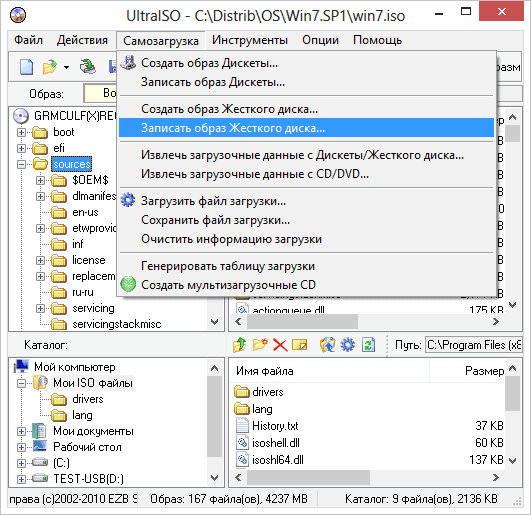 UltraISO - C:\Distrib\OS\Win7.SP1\win7.iso
Файл Действия Самозагрузка Инструменты Опции Помощь
Создать образ Дискеты...
Записать образ Дискеты...
Создать образ Жесткого диска...
Записать образ Жесткого диска...
Извлечь загрузочные данные с Дискеты/Жесткого диска...
Извлечь загрузочные данные с CD/DVD...
Загрузить файл загрузки...
Сохранить файл загрузки...
Очистить информацию загрузки
Генерировать таблицу загрузки
Создать мультизагрузочные CD
Образ:
GRMCULF(X)RE
boot
efi
sources
$OEM$
dlmanifes
en-us
etwprovid
inf
license
replacem
ru-ru
servicing
servicingstackmisc
actionqueue.dll 175 KB
Каталог: Путь: C:\Program Files (x8
Мой компьютер
Мои ISO файлы
drivers
lang
Мои документы
Рабочий стол
(C:)
TEST-USB(D:)
Имя Файла Размер
drivers
lang
History.txt 37 KB
isoshell.dll 60 KB
isoshl64.dll 137 KB
права (c)2002-2010 EZB S Образ: 167 Файла(ов), 4237 MB Каталог: 9 Файла(ов), 2136 KB